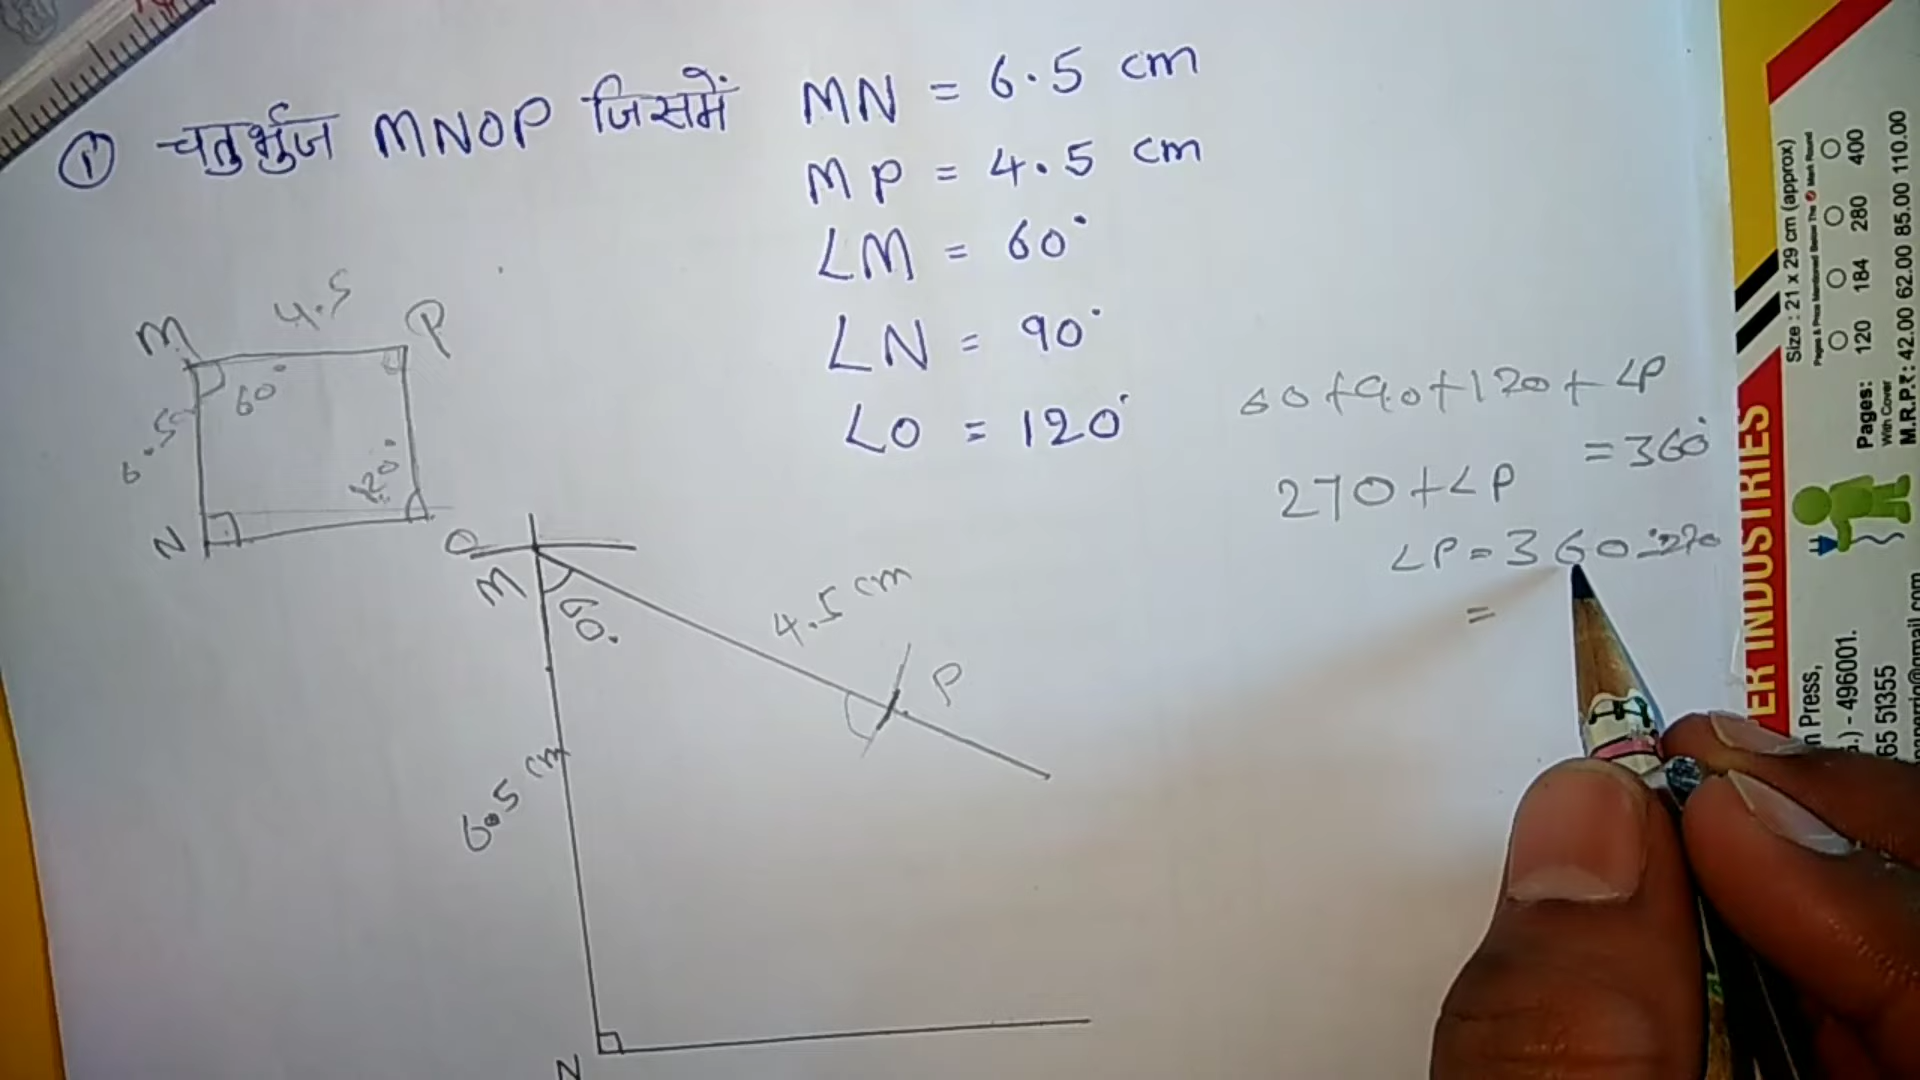 ① चतुर्भुज MNOP जिसमें MN = 6.5 cm
MP = 4.5 cm
∠M = 60°
∠N = 90°
∠O = 120°
M 4.5 P
60°
6.5
120°
N
O
60+90+120+∠P
= 360°
270+∠P
∠P = 360-270
=
M
60°
4.5 cm
P
6.5 cm
N
ER INDUSTRIES
Size : 21 x 29 cm (approx)
Pages: 120 184 280 400
With Cover
M.R.P.₹: 42.00 62.00 85.00 110.00
n Press,
.) - 496001.
65 51355